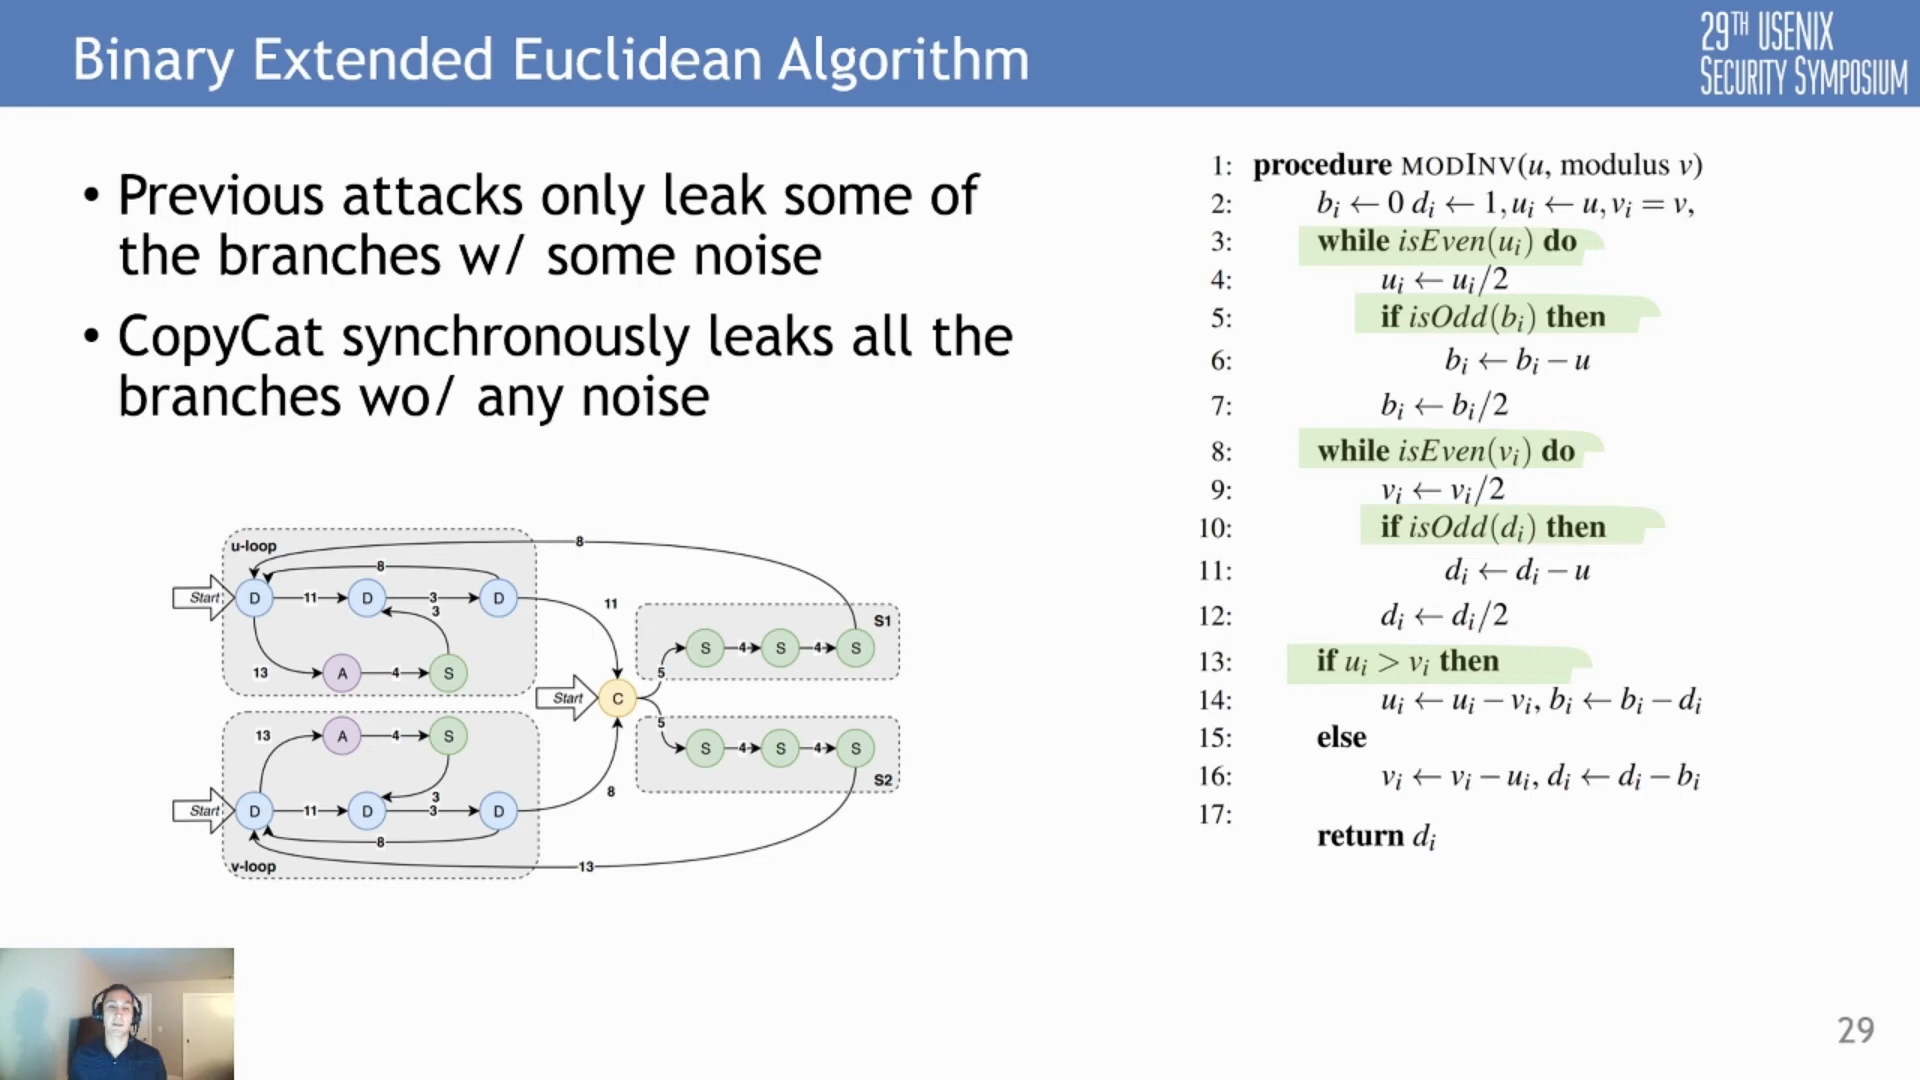 Binary Extended Euclidean Algorithm
29TH USENIX
SECURITY SYMPOSIUM
• Previous attacks only leak some of
the branches w/ some noise
• CopyCat synchronously leaks all the
branches wo/ any noise
1: procedure MODINV(u, modulus v)
2: bᵢ ← 0 dᵢ ← 1, uᵢ ← u, vᵢ = v,
3: while isEven(uᵢ) do
4: uᵢ ← uᵢ/2
5: if isOdd(bᵢ) then
6: bᵢ ← bᵢ − u
7: bᵢ ← bᵢ/2
8: while isEven(vᵢ) do
9: vᵢ ← vᵢ/2
10: if isOdd(dᵢ) then
11: dᵢ ← dᵢ − u
12: dᵢ ← dᵢ/2
13: if uᵢ > vᵢ then
14: uᵢ ← uᵢ − vᵢ, bᵢ ← bᵢ − dᵢ
15: else
16: vᵢ ← vᵢ − uᵢ, dᵢ ← dᵢ − bᵢ
17:
return dᵢ
u-loop
8
8
Start D 11 D 3 D
3
11
13 A 4 S
S1
S 4 S 4 S
5
Start C
5
S 4 S 4 S
S2
13 A 4 S
3
8
Start D 11 D 3 D
8
v-loop
13
29